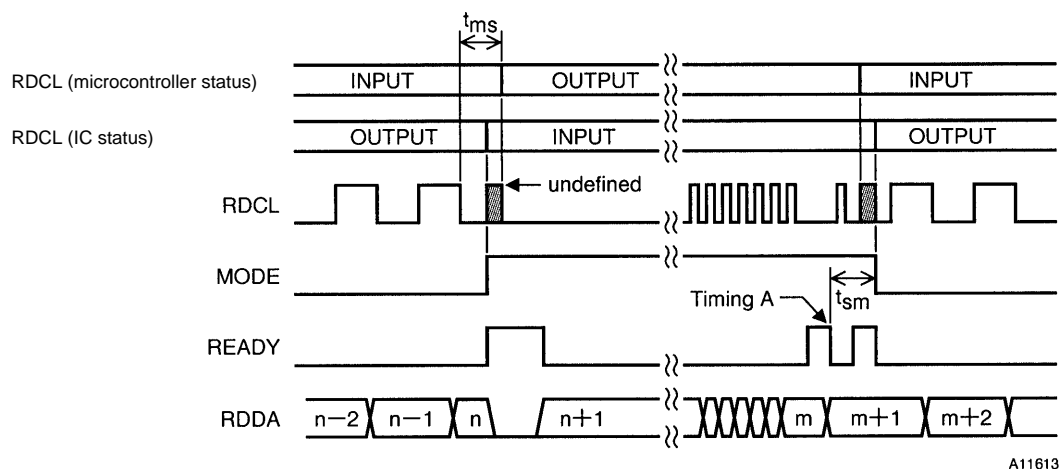 tms
RDCL (microcontroller status)
INPUT
OUTPUT
INPUT
RDCL (IC status)
OUTPUT
INPUT
OUTPUT
RDCL
undefined
MODE
Timing A
tsm
READY
RDDA
n−2
n−1
n
n+1
m
m+1
m+2
A11613